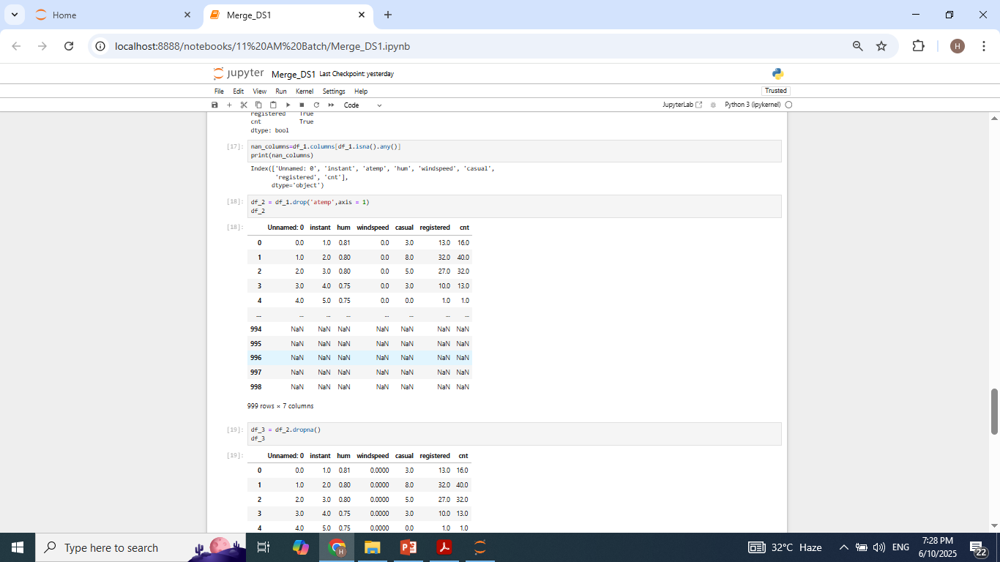 Home
Merge_DS1
localhost:8888/notebooks/11%20AM%20Batch/Merge_DS1.ipynb
H
jupyter Merge_DS1 Last Checkpoint: yesterday
File Edit View Run Kernel Settings Help
Trusted
Code
JupyterLab Python 3 (ipykernel)
registered True
cnt True
dtype: bool
[17]: nan_columns=df_1.columns[df_1.isna().any()]
print(nan_columns)
Index(['Unnamed: 0', 'instant', 'atemp', 'hum', 'windspeed', 'casual',
'registered', 'cnt'],
dtype='object')
[18]: df_2 = df_1.drop('atemp',axis = 1)
df_2
[18]: Unnamed: 0 instant hum windspeed casual registered cnt
0 0.0 1.0 0.81 0.0 3.0 13.0 16.0
1 1.0 2.0 0.80 0.0 8.0 32.0 40.0
2 2.0 3.0 0.80 0.0 5.0 27.0 32.0
3 3.0 4.0 0.75 0.0 3.0 10.0 13.0
4 4.0 5.0 0.75 0.0 0.0 1.0 1.0
... ... ... ... ... ... ... ...
994 NaN NaN NaN NaN NaN NaN NaN
995 NaN NaN NaN NaN NaN NaN NaN
996 NaN NaN NaN NaN NaN NaN NaN
997 NaN NaN NaN NaN NaN NaN NaN
998 NaN NaN NaN NaN NaN NaN NaN
999 rows × 7 columns
[19]: df_3 = df_2.dropna()
df_3
[19]: Unnamed: 0 instant hum windspeed casual registered cnt
0 0.0 1.0 0.81 0.0000 3.0 13.0 16.0
1 1.0 2.0 0.80 0.0000 8.0 32.0 40.0
2 2.0 3.0 0.80 0.0000 5.0 27.0 32.0
3 3.0 4.0 0.75 0.0000 3.0 10.0 13.0
4 4.0 5.0 0.75 0.0000 0.0 1.0 1.0
Type here to search
32°C Haze
ENG
7:28 PM
6/10/2025
22